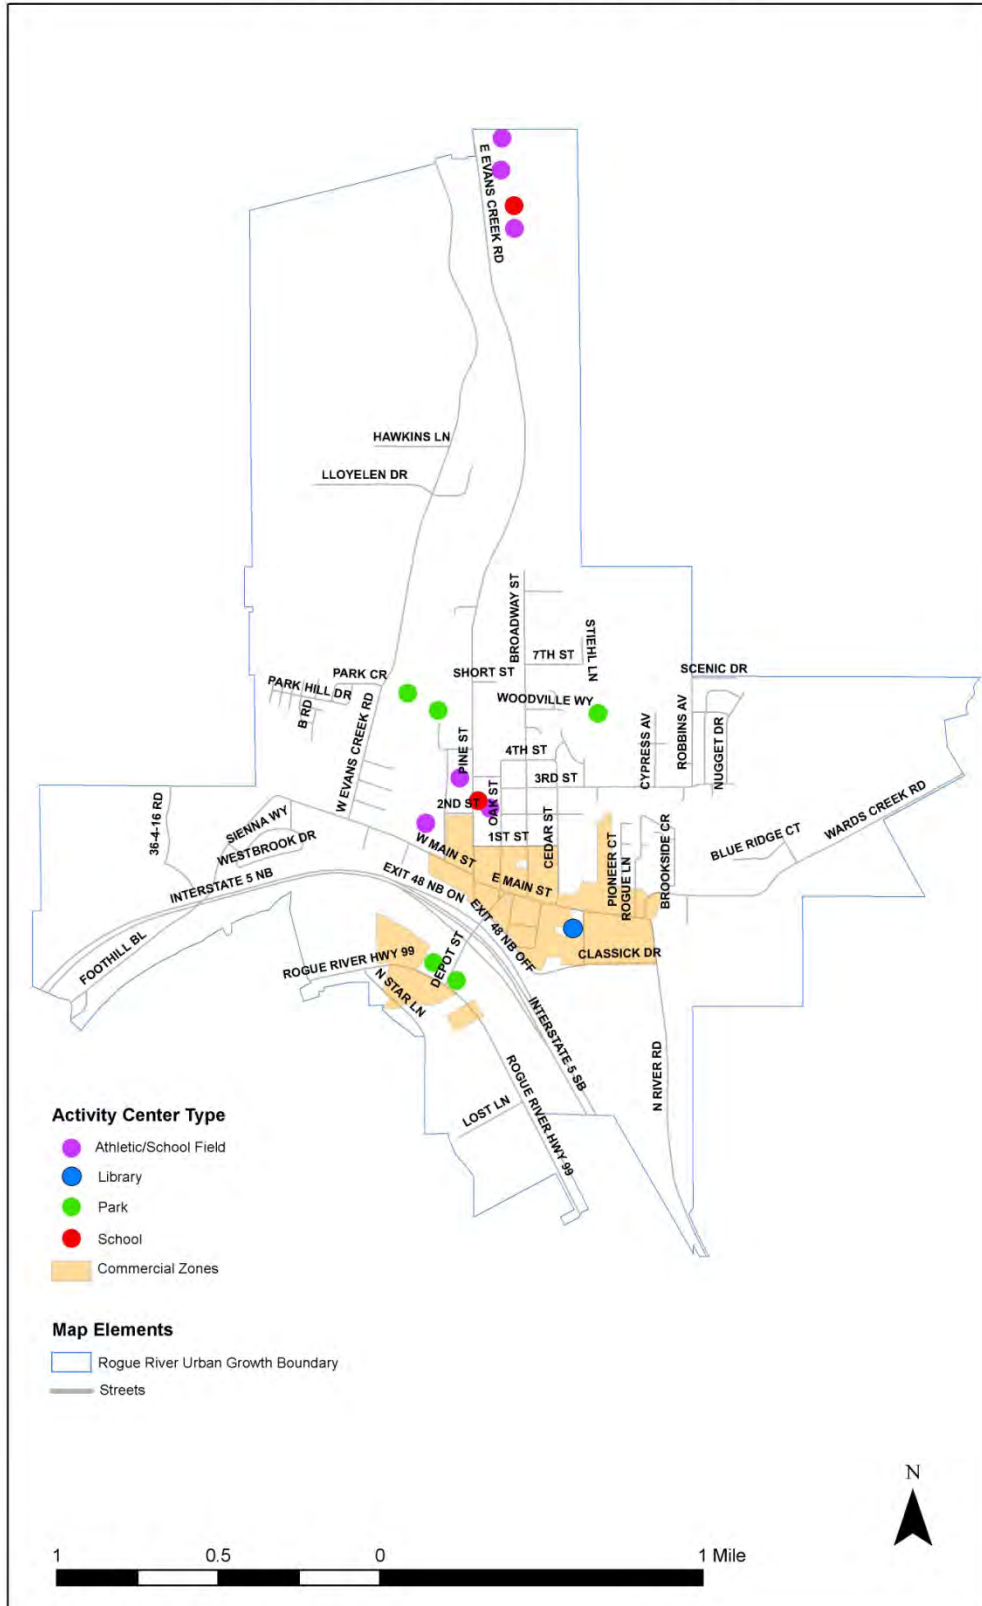 E EVANS CREEK RD
HAWKINS LN
LLOYELEN DR
BROADWAY ST
STIEHL LN
7TH ST
SHORT ST
SCENIC DR
PARK CR
PARK HILL DR
B RD
WOODVILLE WY
W EVANS CREEK RD
PINE ST
4TH ST
3RD ST
CYPRESS AV
ROBBINS AV
NUGGET DR
36-4-16 RD
SIENNA WY
WESTBROOK DR
2ND ST
OAK ST
1ST ST
CEDAR ST
W MAIN ST
E MAIN ST
PIONEER CT
ROGUE LN
BROOKSIDE CR
BLUE RIDGE CT
WARDS CREEK RD
INTERSTATE 5 NB
EXIT 48 NB ON
EXIT 48 NB OFF
FOOTHILL BL
ROGUE RIVER HWY 99
N STAR LN
DEPOT ST
CLASSICK DR
INTERSTATE 5 SB
N RIVER RD
LOST LN
ROGUE RIVER HWY 99
Activity Center Type
Athletic/School Field
Library
Park
School
Commercial Zones
Map Elements
Rogue River Urban Growth Boundary
Streets
N
1 0.5 0 1 Mile